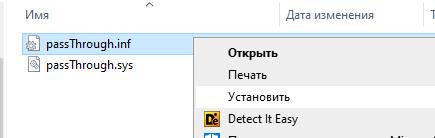 Имя Дата изменения
passThrough.inf
passThrough.sys
Открыть
Печать
Установить
Detect It Easy